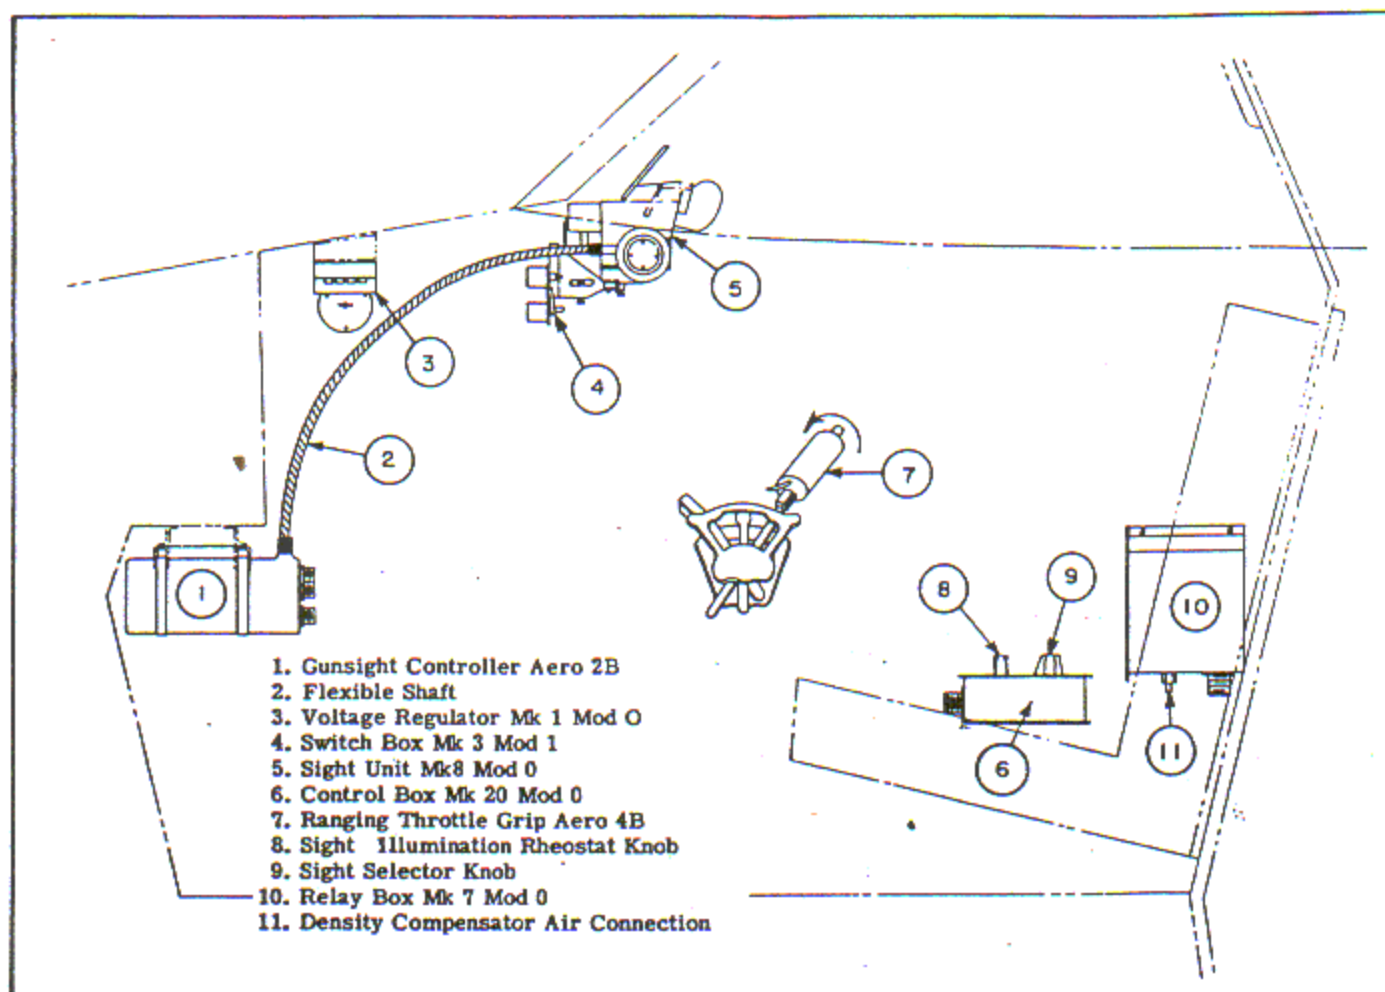 3
5
4
2
7
1
8
9
10
6
11
1. Gunsight Controller Aero 2B
2. Flexible Shaft
3. Voltage Regulator Mk 1 Mod O
4. Switch Box Mk 3 Mod 1
5. Sight Unit Mk8 Mod 0
6. Control Box Mk 20 Mod 0
7. Ranging Throttle Grip Aero 4B
8. Sight 1llumination Rheostat Knob
9. Sight Selector Knob
10. Relay Box Mk 7 Mod 0
11. Density Compensator Air Connection